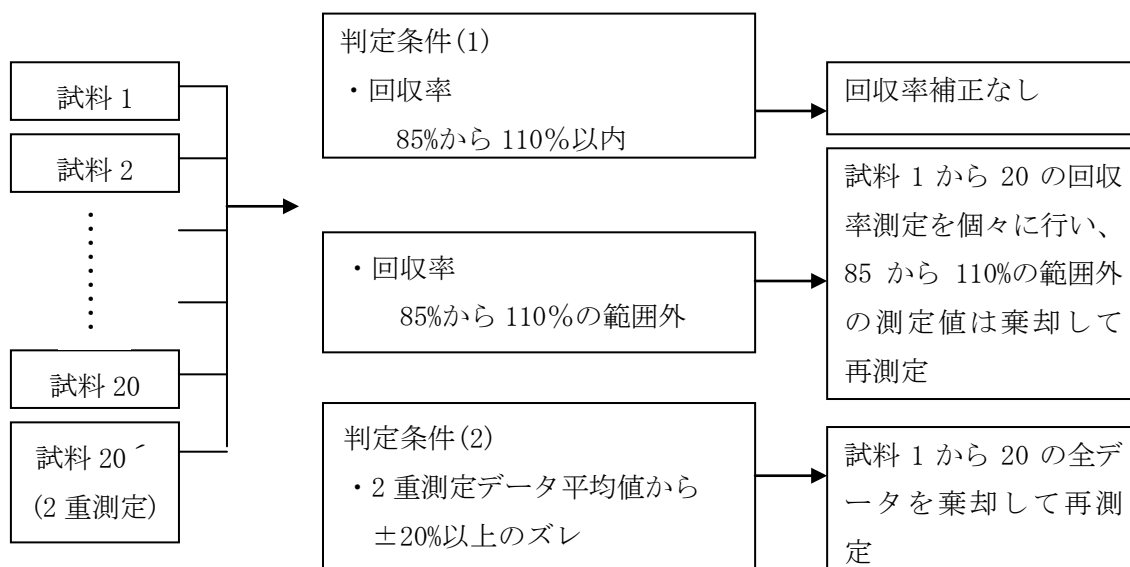 試料 1
試料 2
試料 20
試料 20´
(2 重測定)
判定条件(1)
・回収率
85%から 110%以内
・回収率
85%から 110%の範囲外
判定条件(2)
・2 重測定データ平均値から
±20%以上のズレ
回収率補正なし
試料 1 から 20 の回収
率測定を個々に行い、
85 から 110%の範囲外
の測定値は棄却して
再測定
試料 1 から 20 の全デ
ータを棄却して再測
定